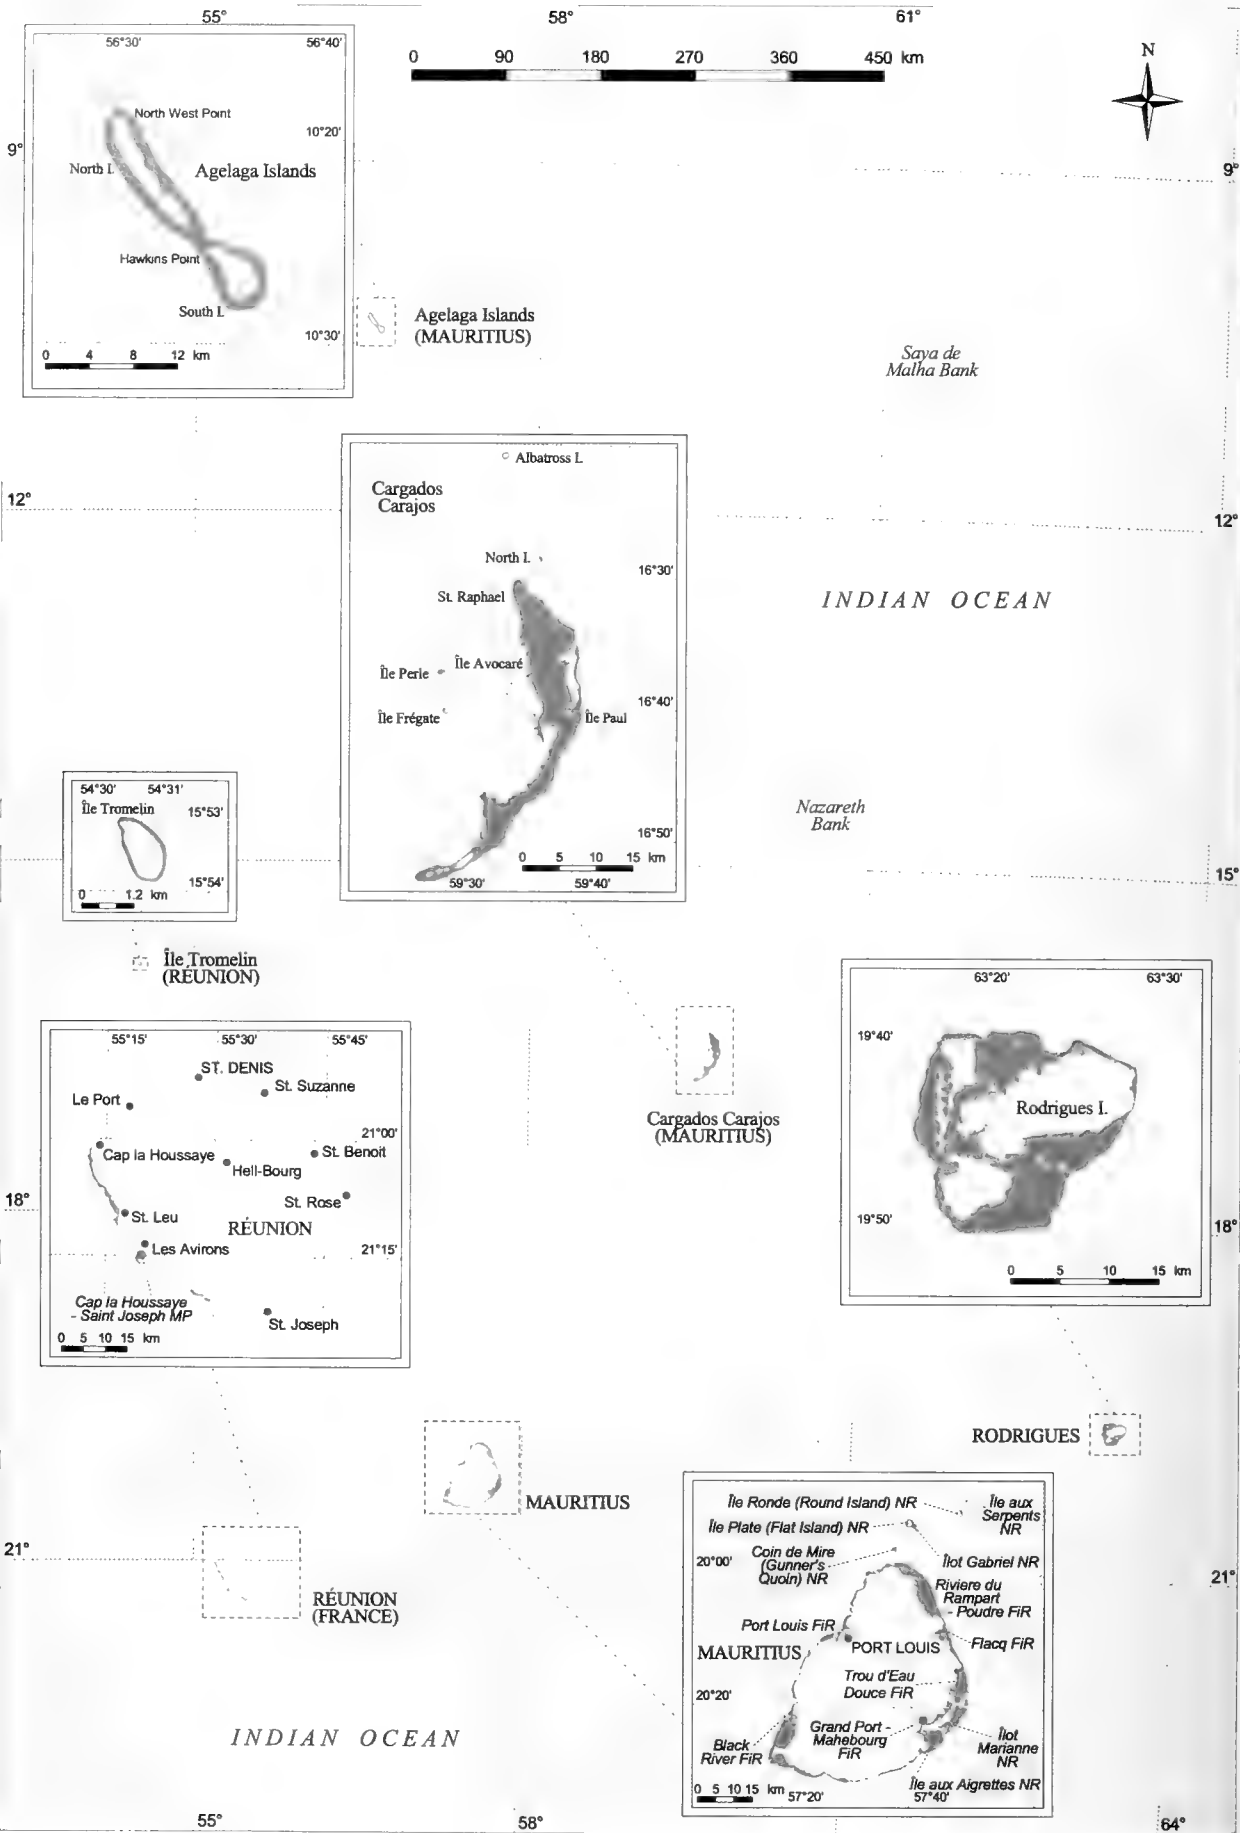 55°
58°
61°
56°30'
56°40'
North West Point
10°20'
North I.
Agelaga Islands
Hawkins Point
South I.
10°30'
0 4 8 12 km
0 90 180 270 360 450 km
N
9°
9°
Agelaga Islands
(MAURITIUS)
Saya de
Malha Bank
Albatross I.
Cargados
Carajos
North I.
16°30'
St. Raphael
Île Avocaré
Île Perle
16°40'
Île Frégate
Île Paul
16°50'
0 5 10 15 km
59°30'
59°40'
12°
12°
INDIAN OCEAN
54°30'
54°31'
Île Tromelin
15°53'
15°54'
0 1.2 km
Nazareth
Bank
15°
Île Tromelin
(RÉUNION)
55°15'
55°30'
55°45'
ST. DENIS
St. Suzanne
Le Port
21°00'
Cap la Houssaye
St. Benoit
Hell-Bourg
St. Rose
St. Leu
RÉUNION
Les Avirons
21°15'
Cap la Houssaye
- Saint Joseph MP
St. Joseph
0 5 10 15 km
Cargados Carajos
(MAURITIUS)
63°20'
63°30'
19°40'
Rodrigues I.
19°50'
0 5 10 15 km
18°
18°
RODRIGUES
MAURITIUS
21°
21°
RÉUNION
(FRANCE)
Île Ronde (Round Island) NR
Île aux
Serpents
NR
Île Plate (Flat Island) NR
Coin de Mire
(Gunner's
Quoin) NR
20°00'
Îlot Gabriel NR
Riviere du
Rampart
- Poudre FiR
Port Louis FiR
MAURITIUS
PORT LOUIS
Flacq FiR
Trou d'Eau
Douce FiR
20°20'
Grand Port -
Mahebourg
FiR
Black
River FiR
Îlot
Marianne
NR
Île aux Aigrettes NR
0 5 10 15 km
57°20'
57°40'
INDIAN OCEAN
55°
58°
64°